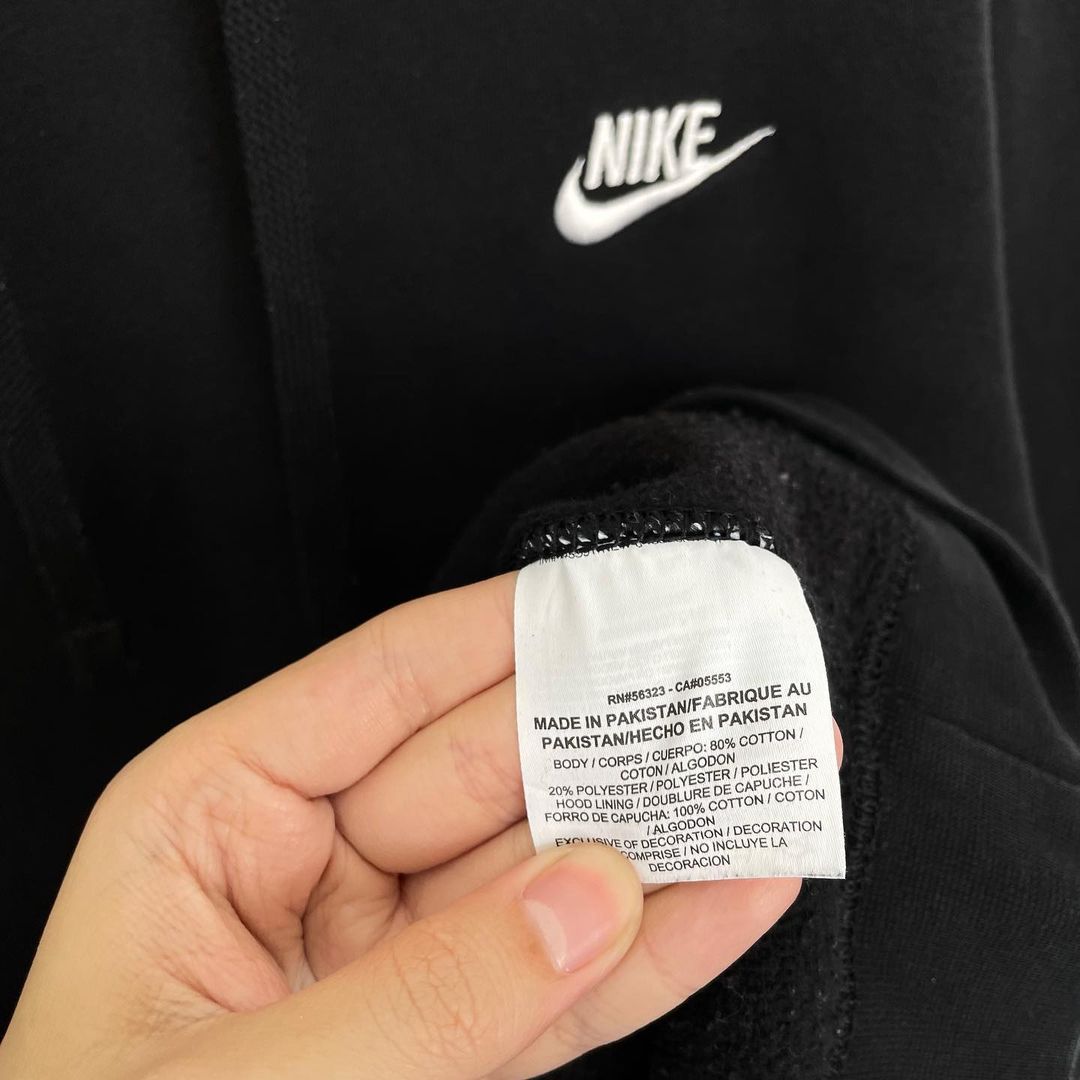 NIKE
RN#56323 - CA#05553
MADE IN PAKISTAN/FABRIQUE AU
PAKISTAN/HECHO EN PAKISTAN
BODY / CORPS / CUERPO: 80% COTTON /
COTON / ALGODON
20% POLYESTER / POLYESTER / POLIESTER
HOOD LINING / DOUBLURE DE CAPUCHE /
FORRO DE CAPUCHA: 100% COTTON / COTON
/ ALGODON
EXCLUSIVE OF DECORATION / DECORATION
COMPRISE / NO INCLUYE LA
DECORACION